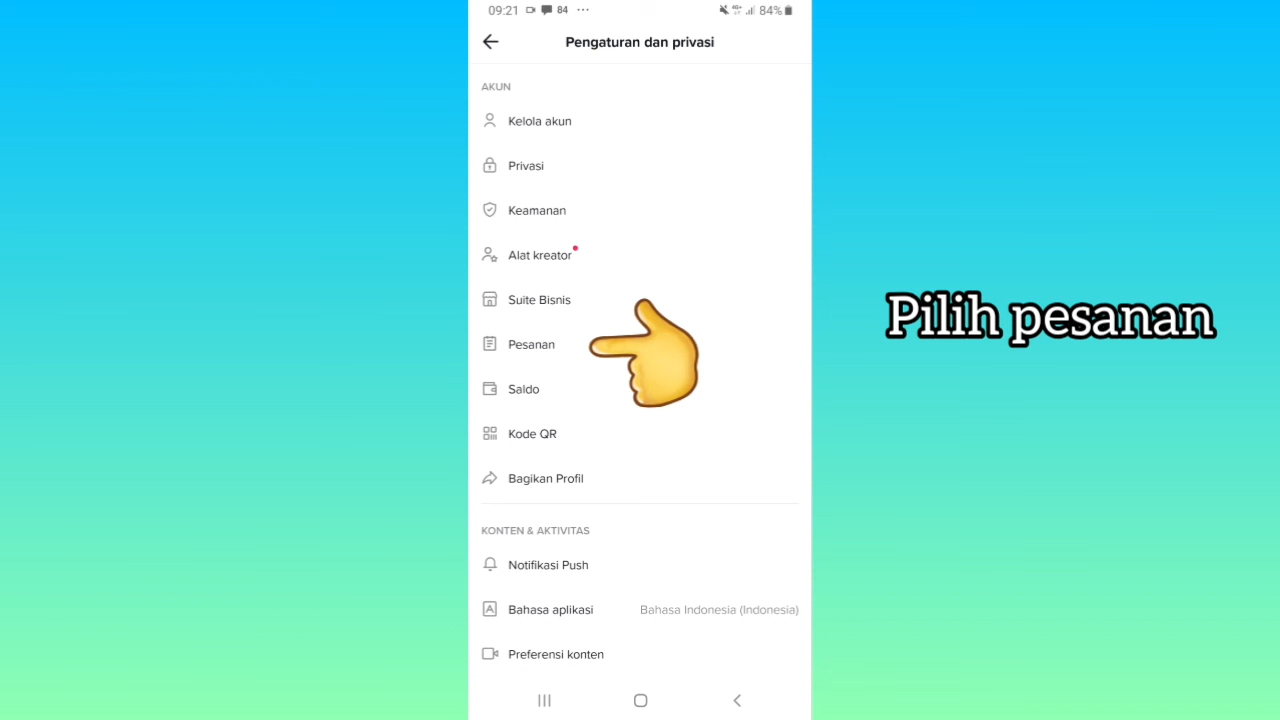 09:21 84 ··· 4G+ 84%
Pengaturan dan privasi
AKUN
Kelola akun
Privasi
Keamanan
Alat kreator
Suite Bisnis
Pesanan
Pilih pesanan
Saldo
Kode QR
Bagikan Profil
KONTEN & AKTIVITAS
Notifikasi Push
Bahasa aplikasi Bahasa Indonesia (Indonesia)
Preferensi konten